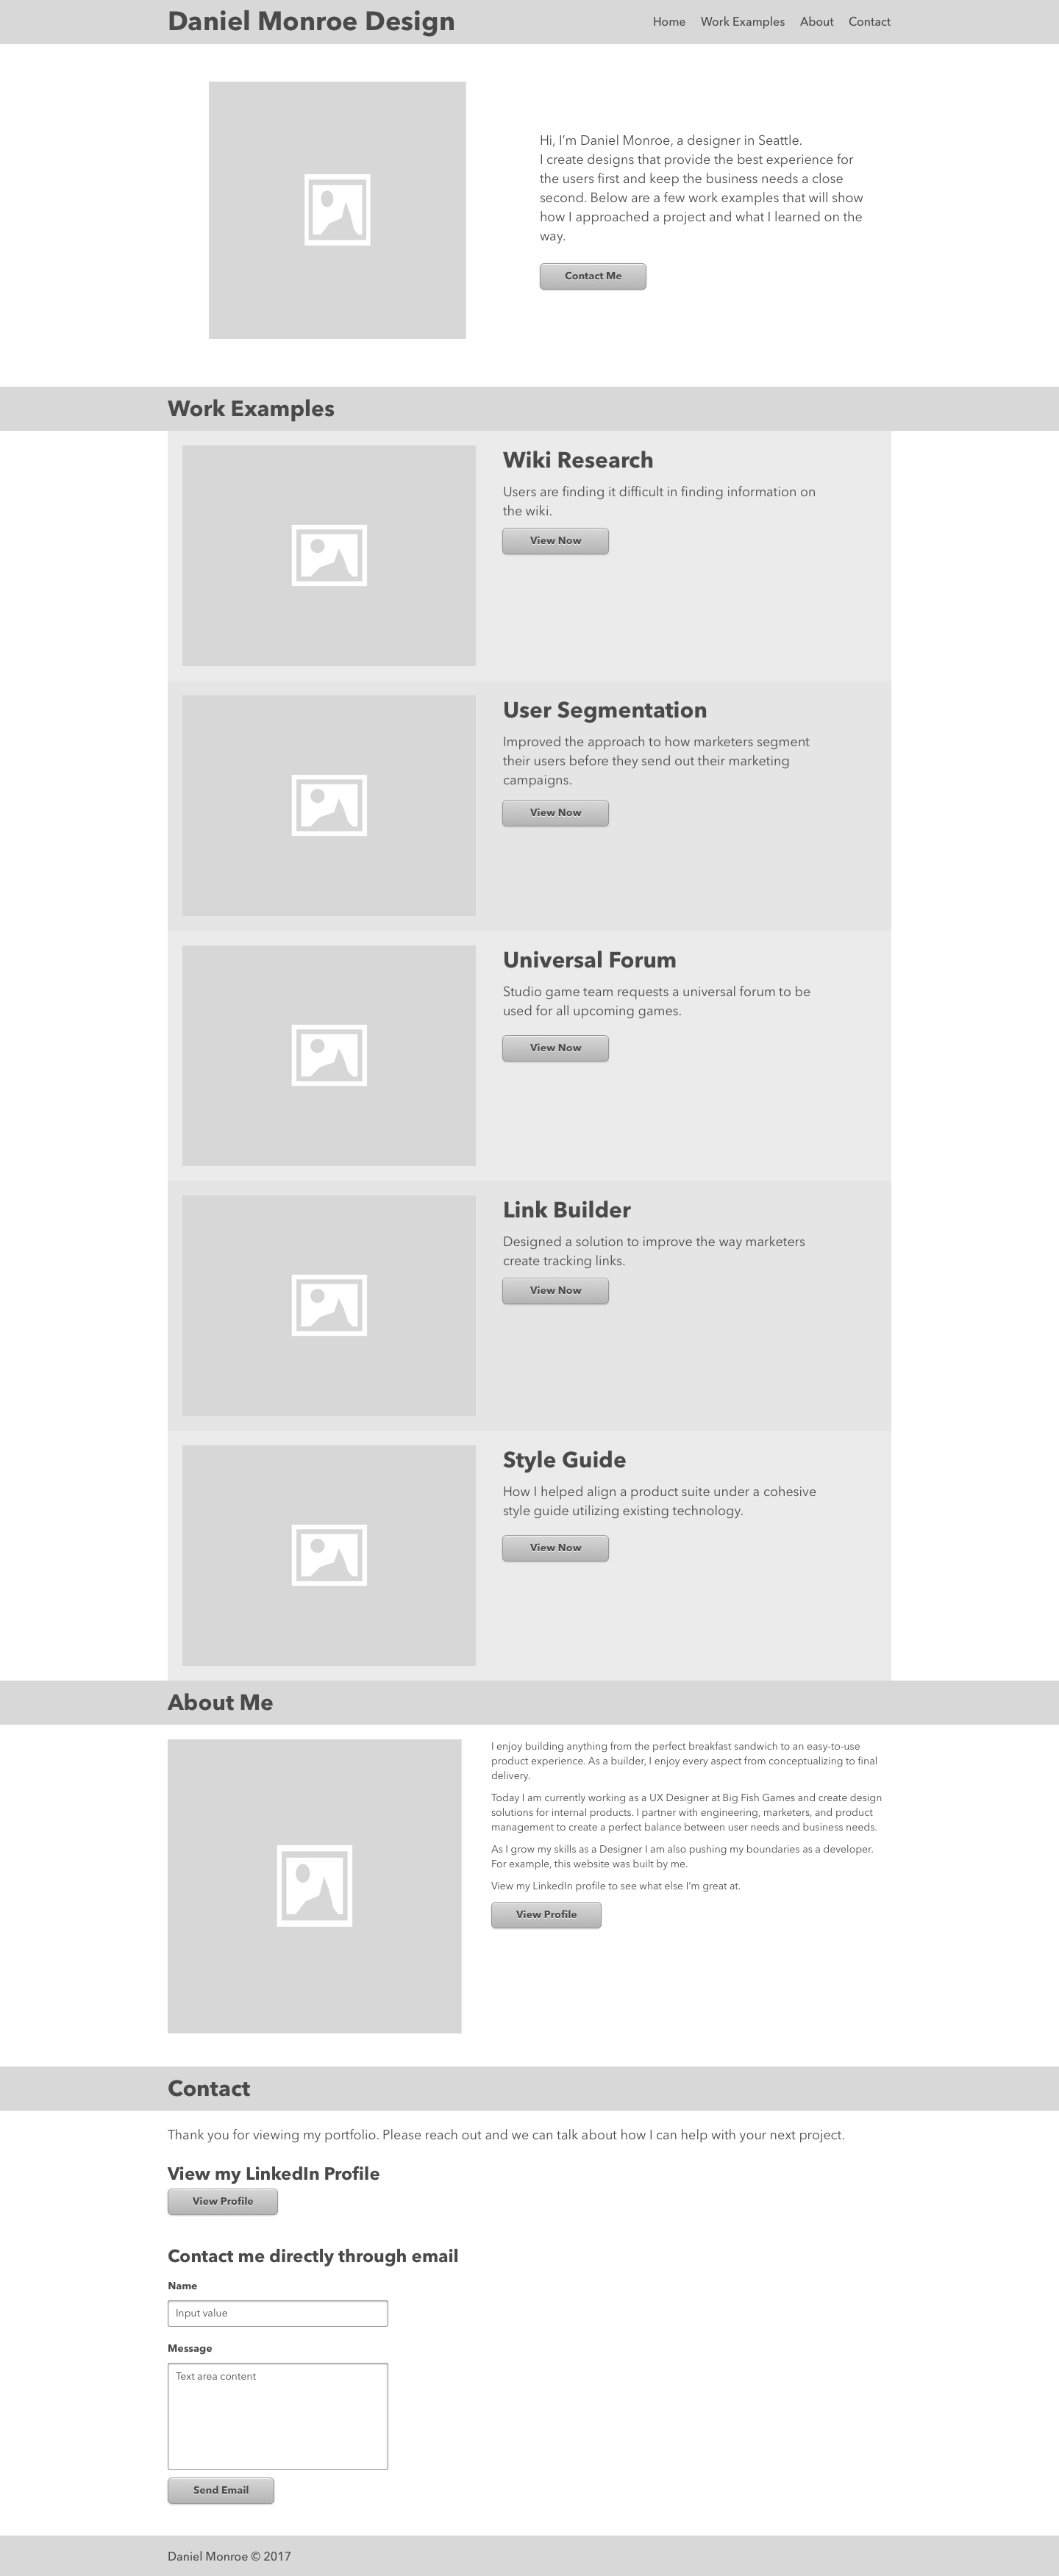 Daniel Monroe Design
Home Work Examples About Contact
Hi, I’m Daniel Monroe, a designer in Seattle.
I create designs that provide the best experience for
the users first and keep the business needs a close
second. Below are a few work examples that will show
how I approached a project and what I learned on the
way.
Contact Me
Work Examples
Wiki Research
Users are finding it difficult in finding information on
the wiki.
View Now
User Segmentation
Improved the approach to how marketers segment
their users before they send out their marketing
campaigns.
View Now
Universal Forum
Studio game team requests a universal forum to be
used for all upcoming games.
View Now
Link Builder
Designed a solution to improve the way marketers
create tracking links.
View Now
Style Guide
How I helped align a product suite under a cohesive
style guide utilizing existing technology.
View Now
About Me
I enjoy building anything from the perfect breakfast sandwich to an easy-to-use
product experience. As a builder, I enjoy every aspect from conceptualizing to final
delivery.
Today I am currently working as a UX Designer at Big Fish Games and create design
solutions for internal products. I partner with engineering, marketers, and product
management to create a perfect balance between user needs and business needs.
As I grow my skills as a Designer I am also pushing my boundaries as a developer.
For example, this website was built by me.
View my LinkedIn profile to see what else I’m great at.
View Profile
Contact
Thank you for viewing my portfolio. Please reach out and we can talk about how I can help with your next project.
View my LinkedIn Profile
View Profile
Contact me directly through email
Name
Input value
Message
Text area content
Send Email
Daniel Monroe © 2017